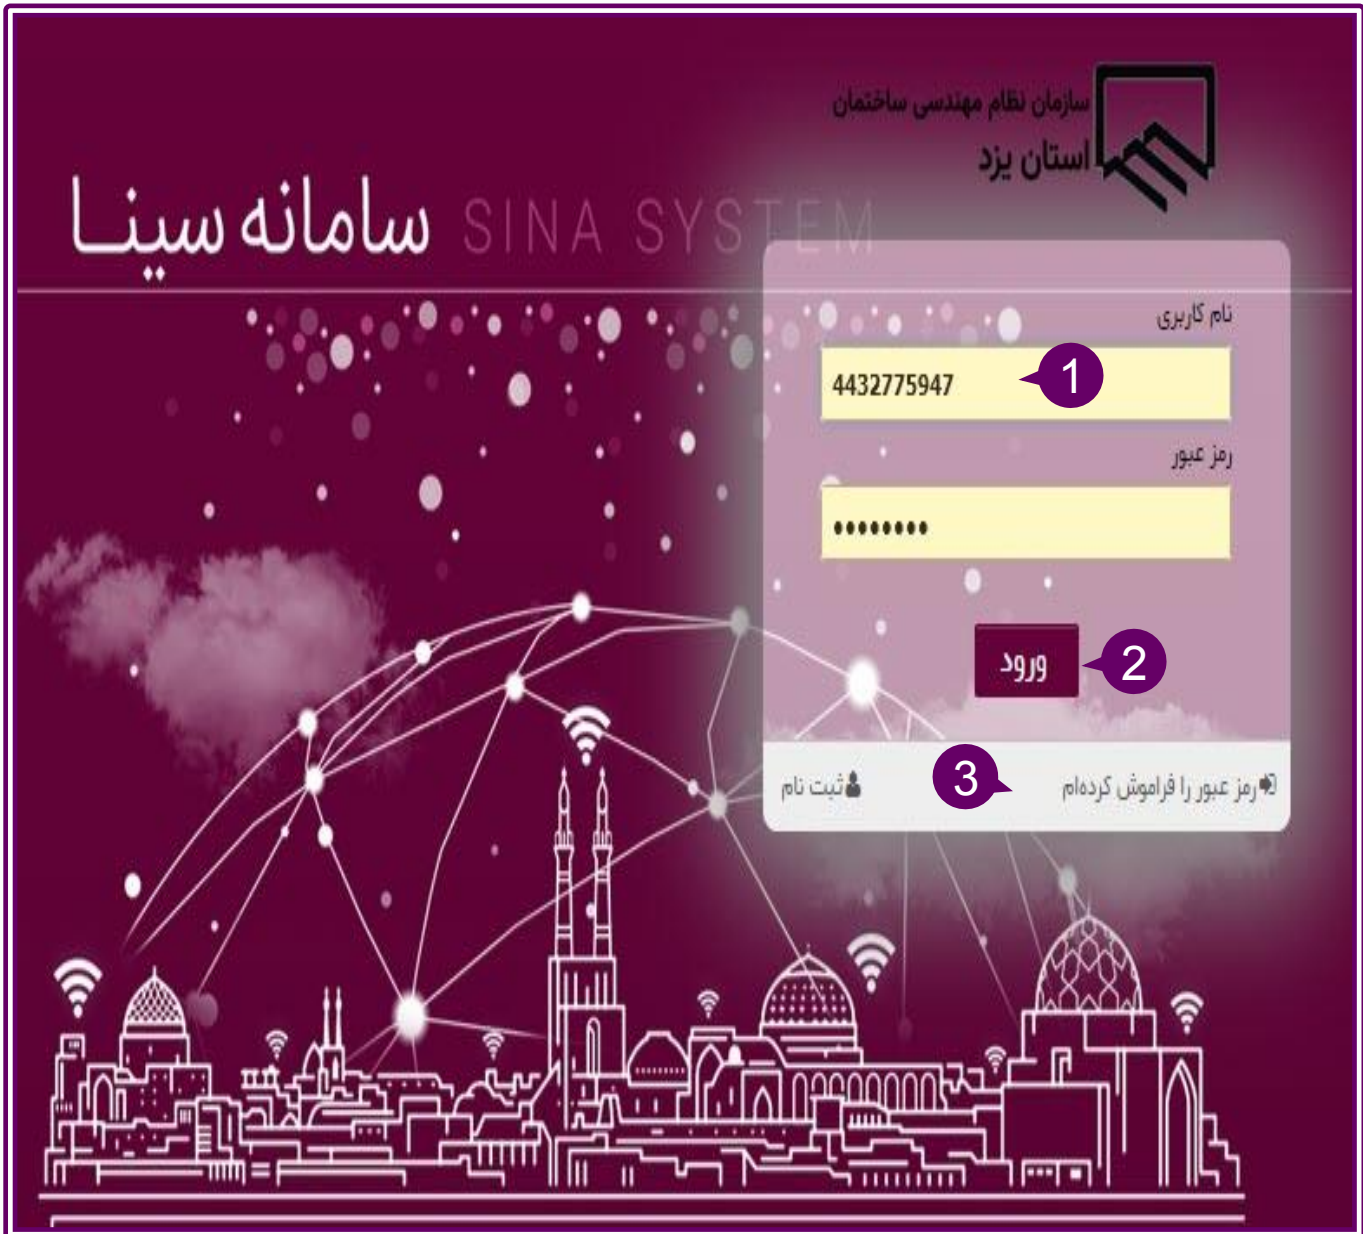 سازمان نظام مهندسی ساختمان
استان یزد
سامانه سینا SINA SYSTEM
نام کاربری
4432775947
1
رمز عبور
••••••••
ورود
2
رمز عبور را فراموش کرده‌ام
3
ثبت نام